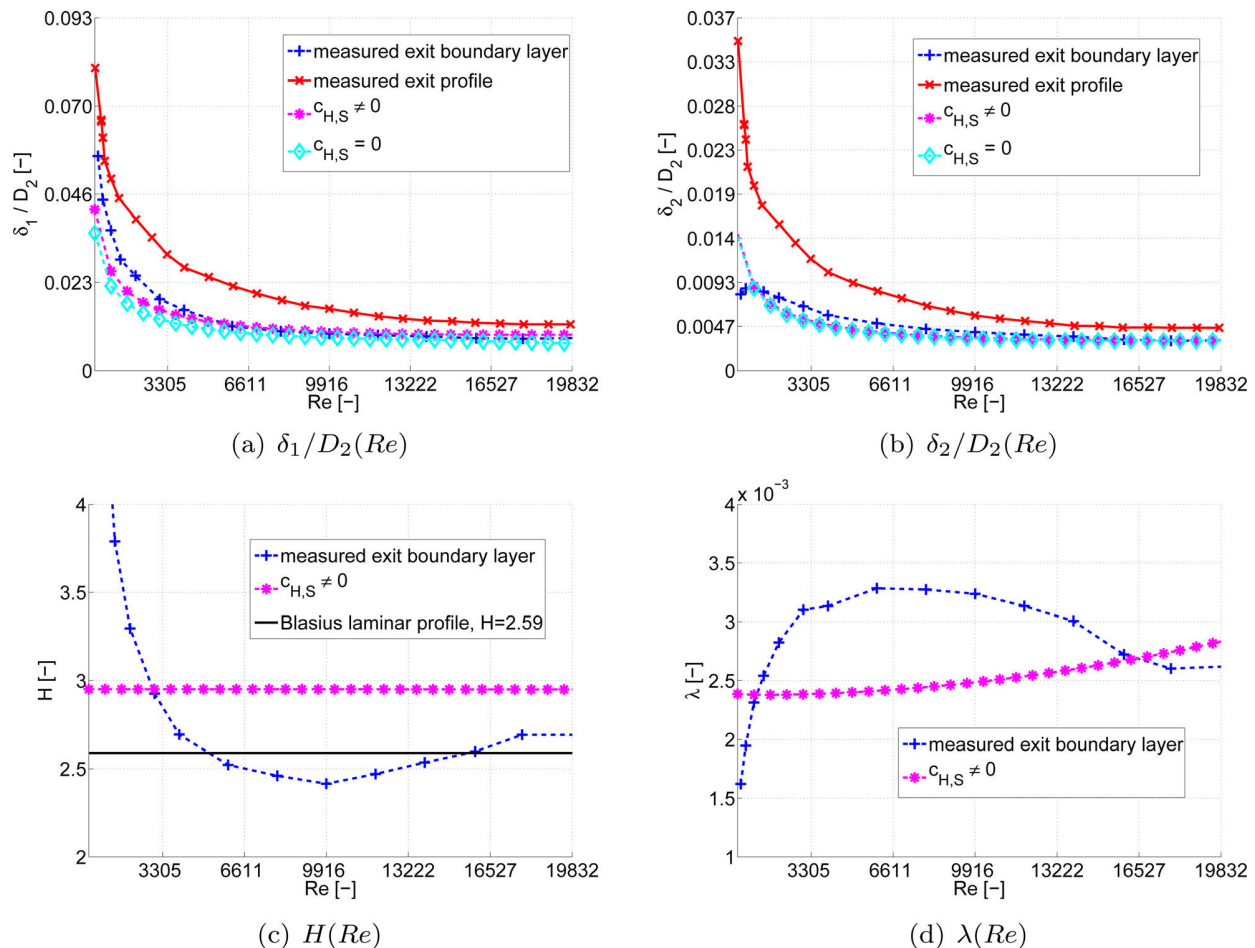 0.093
0.070
0.046
0.023
0
δ1 / D2 [−]
measured exit boundary layer
measured exit profile
cH,S ≠ 0
cH,S = 0
3305 6611 9916 13222 16527 19832
Re [−]
(a) δ1/D2(Re)
0.037
0.033
0.028
0.023
0.019
0.014
0.0093
0.0047
0
δ2 / D2 [−]
measured exit boundary layer
measured exit profile
cH,S ≠ 0
cH,S = 0
3305 6611 9916 13222 16527 19832
Re [−]
(b) δ2/D2(Re)
4
3.5
3
2.5
2
H [−]
measured exit boundary layer
cH,S ≠ 0
Blasius laminar profile, H=2.59
3305 6611 9916 13222 16527 19832
Re [−]
(c) H(Re)
x 10−3
4
3.5
3
2.5
2
1.5
1
λ [−]
measured exit boundary layer
cH,S ≠ 0
3305 6611 9916 13222 16527 19832
Re [−]
(d) λ(Re)